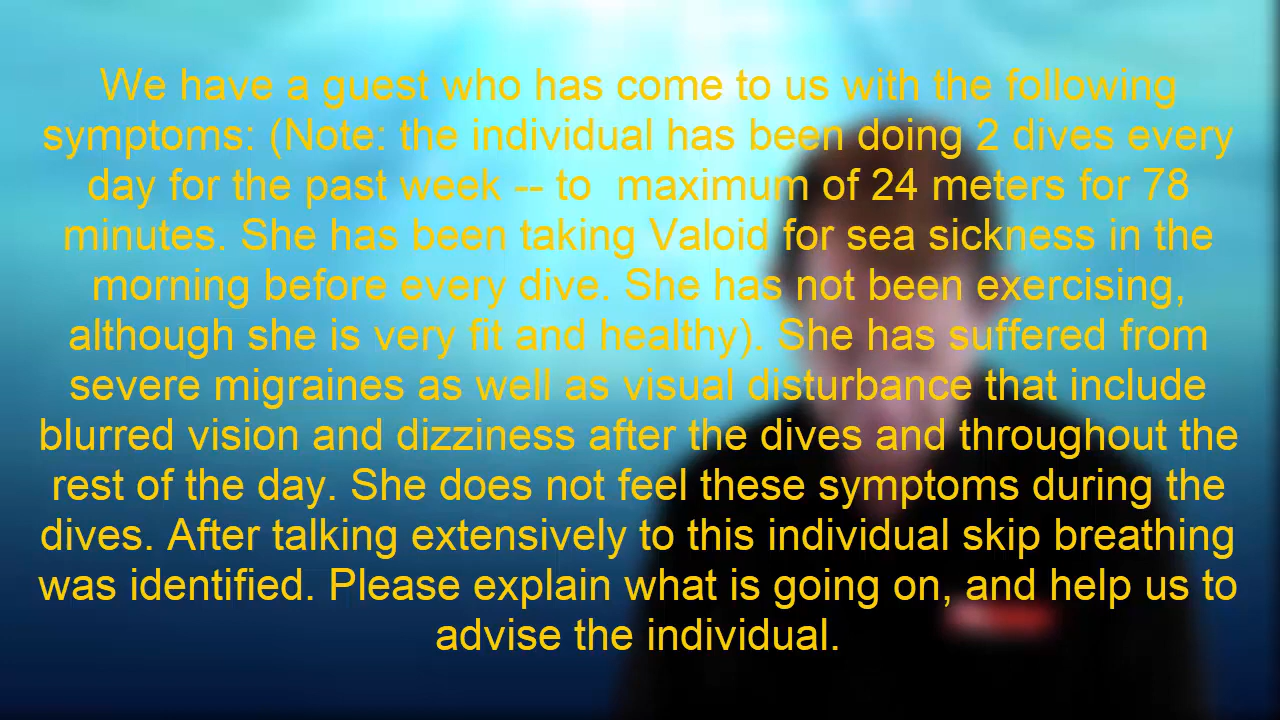 We have a guest who has come to us with the following
symptoms: (Note: the individual has been doing 2 dives every
day for the past week -- to  maximum of 24 meters for 78
minutes. She has been taking Valoid for sea sickness in the
morning before every dive. She has not been exercising,
although she is very fit and healthy). She has suffered from
severe migraines as well as visual disturbance that include
blurred vision and dizziness after the dives and throughout the
rest of the day. She does not feel these symptoms during the
dives. After talking extensively to this individual skip breathing
was identified. Please explain what is going on, and help us to
advise the individual.